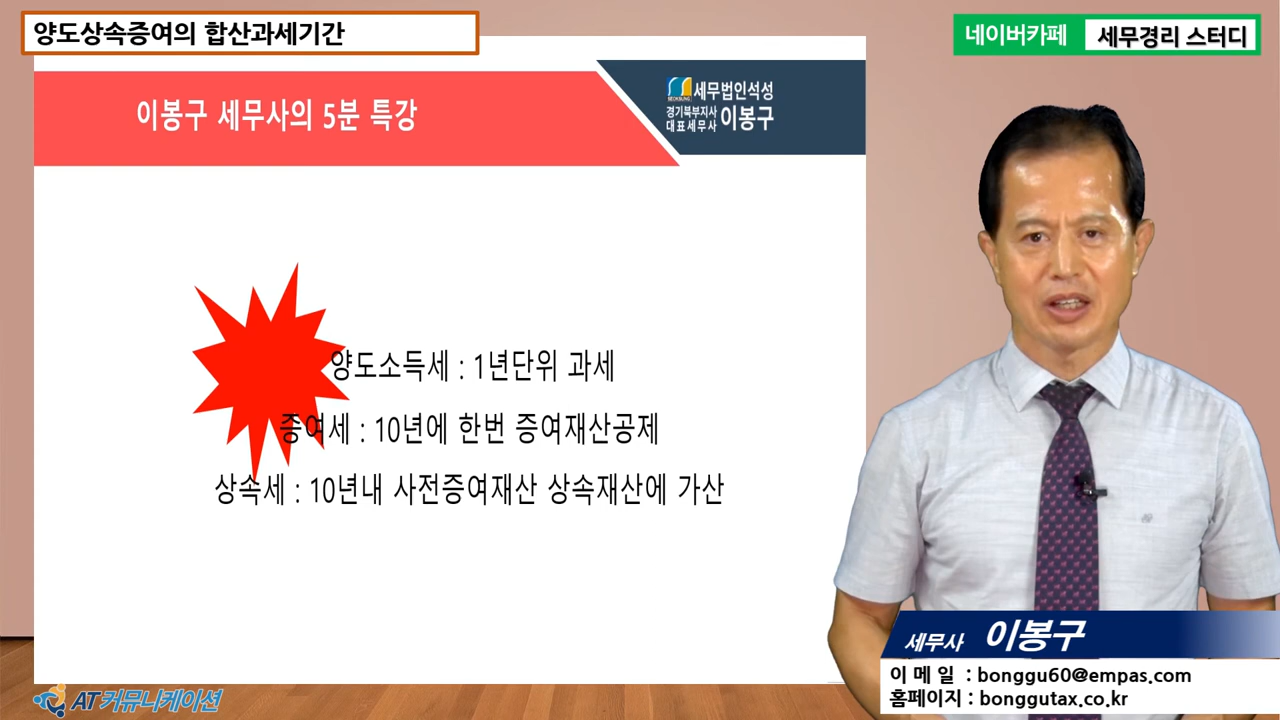 양도상속증여의 합산과세기간
네이버카페 세무경리 스터디
이봉구 세무사의 5분 특강
SEOKSUNG 세무법인석성
경기북부지사
대표세무사 이봉구
양도소득세 : 1년단위 과세
증여세 : 10년에 한번 증여재산공제
상속세 : 10년내 사전증여재산 상속재산에 가산
세무사 이봉구
이 메 일 : bonggu60@empas.com
홈페이지 : bonggutax.co.kr
AT커뮤니케이션